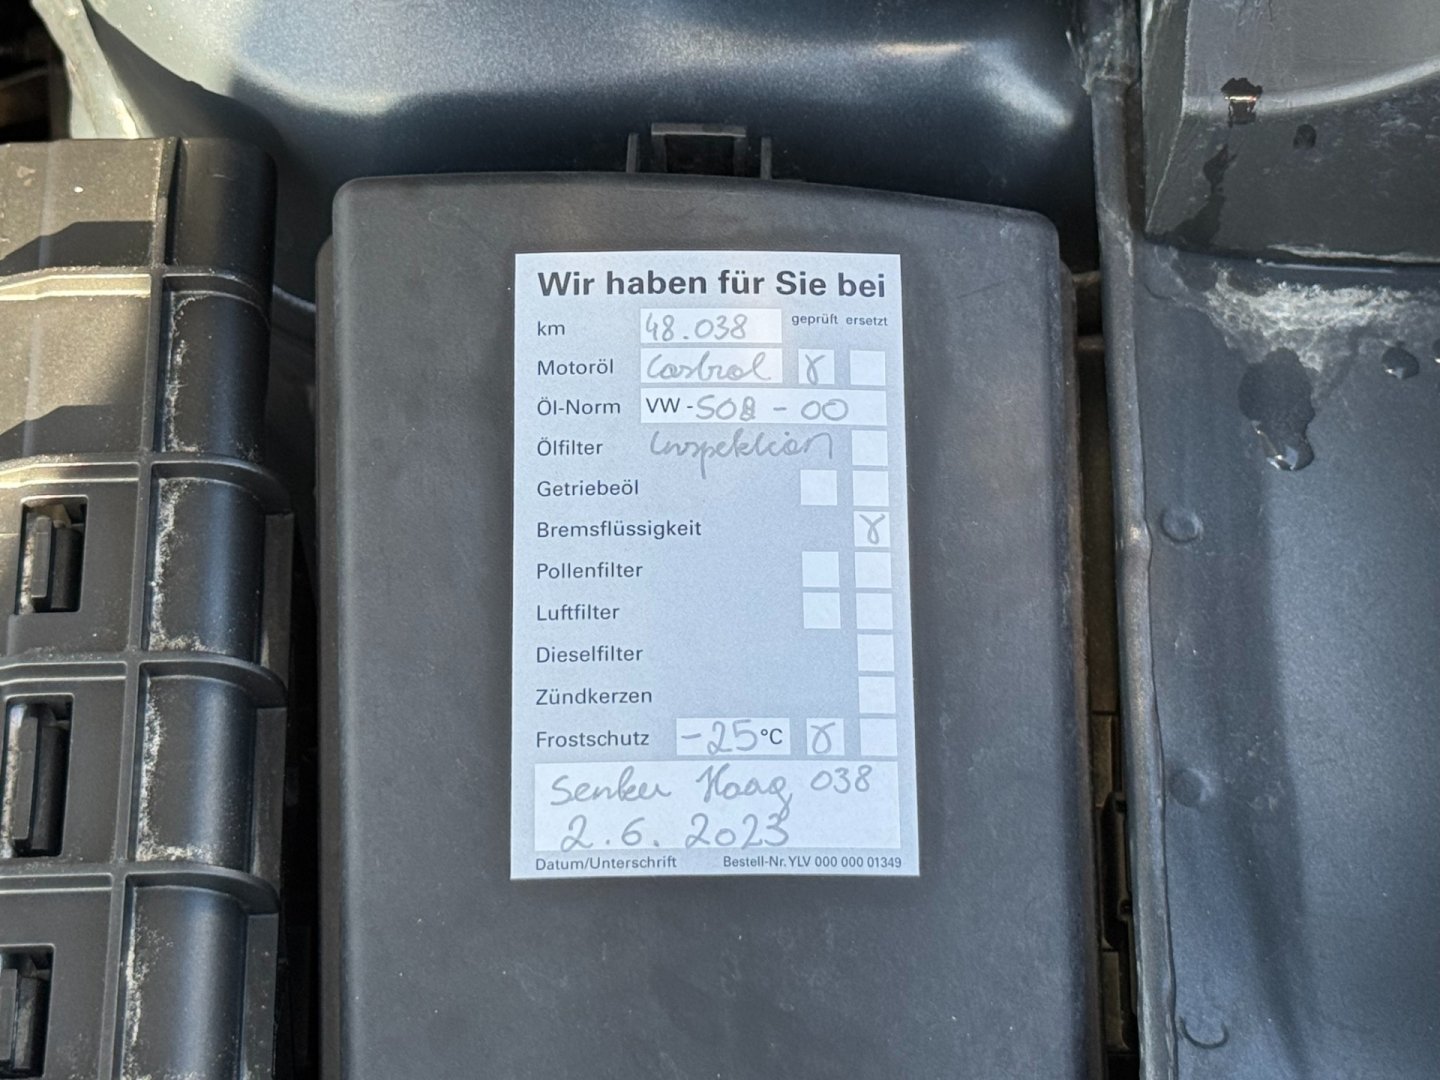 Wir haben für Sie bei
km 48.038 geprüft ersetzt
Motoröl Castrol
Öl-Norm VW-508-00
Ölfilter Inspektion
Getriebeöl
Bremsflüssigkeit
Pollenfilter
Luftfilter
Dieselfilter
Zündkerzen
Frostschutz -25 °C
Senker Haag 038
2.6.2023
Datum/Unterschrift Bestell-Nr. YLV 000 000 01349